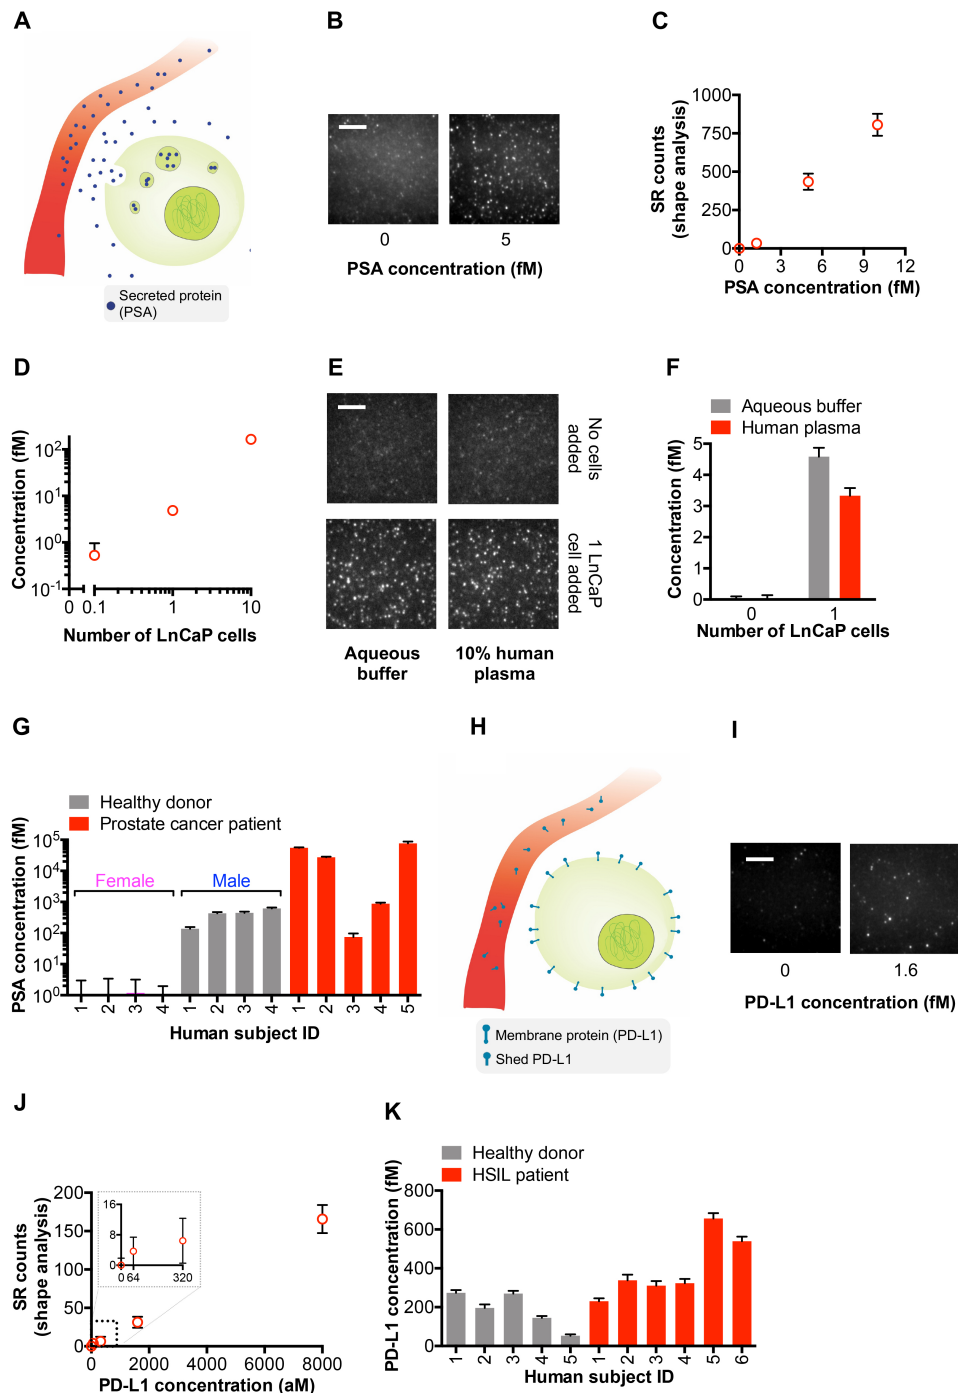 A
Secreted protein
(PSA)
B
0
5
PSA concentration (fM)
C
SR counts
(shape analysis)
1000
750
500
250
0
0 3 6 9 12
PSA concentration (fM)
D
Concentration (fM)
10²
10¹
10⁰
10⁻¹
0 0.1 1 10
Number of LnCaP cells
E
No cells
added
1 LnCaP
cell added
Aqueous
buffer
10% human
plasma
F
Aqueous buffer
Human plasma
Concentration (fM)
5
4
3
2
1
0
0 1
Number of LnCaP cells
G
Healthy donor
Prostate cancer patient
PSA concentration (fM)
10⁵
10⁴
10³
10²
10¹
10⁰
Female
Male
1 2 3 4 1 2 3 4 1 2 3 4 5
Human subject ID
H
Membrane protein (PD-L1)
Shed PD-L1
I
0
1.6
PD-L1 concentration (fM)
J
SR counts
(shape analysis)
200
150
100
50
0
16
8
0
0 64 320
0 2000 4000 6000 8000
PD-L1 concentration (aM)
K
Healthy donor
HSIL patient
PD-L1 concentration (fM)
800
600
400
200
0
1 2 3 4 5 1 2 3 4 5 6
Human subject ID